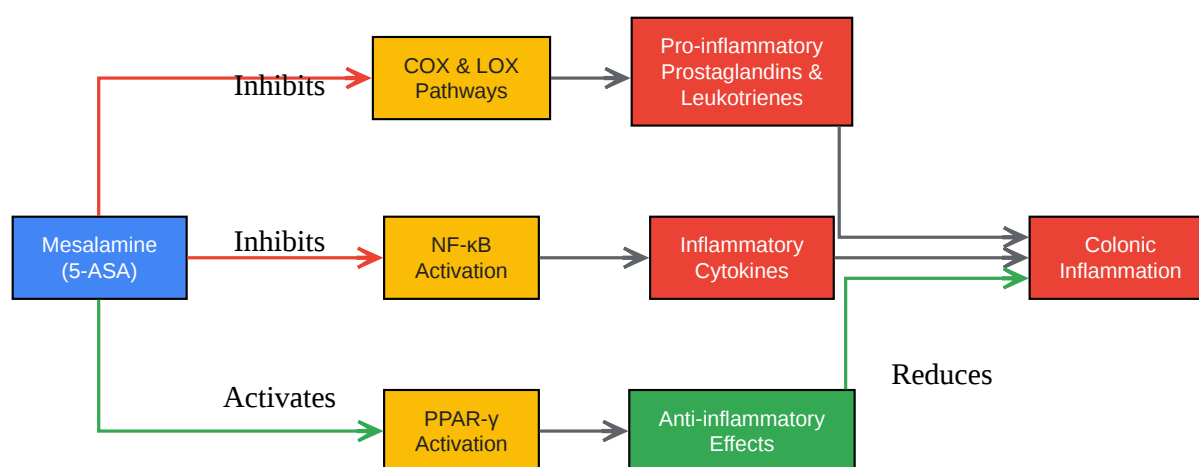 Inhibits
COX & LOX
Pathways
Pro-inflammatory
Prostaglandins &
Leukotrienes
Mesalamine
(5-ASA)
Inhibits
NF-κB
Activation
Inflammatory
Cytokines
Colonic
Inflammation
Activates
PPAR-γ
Activation
Anti-inflammatory
Effects
Reduces